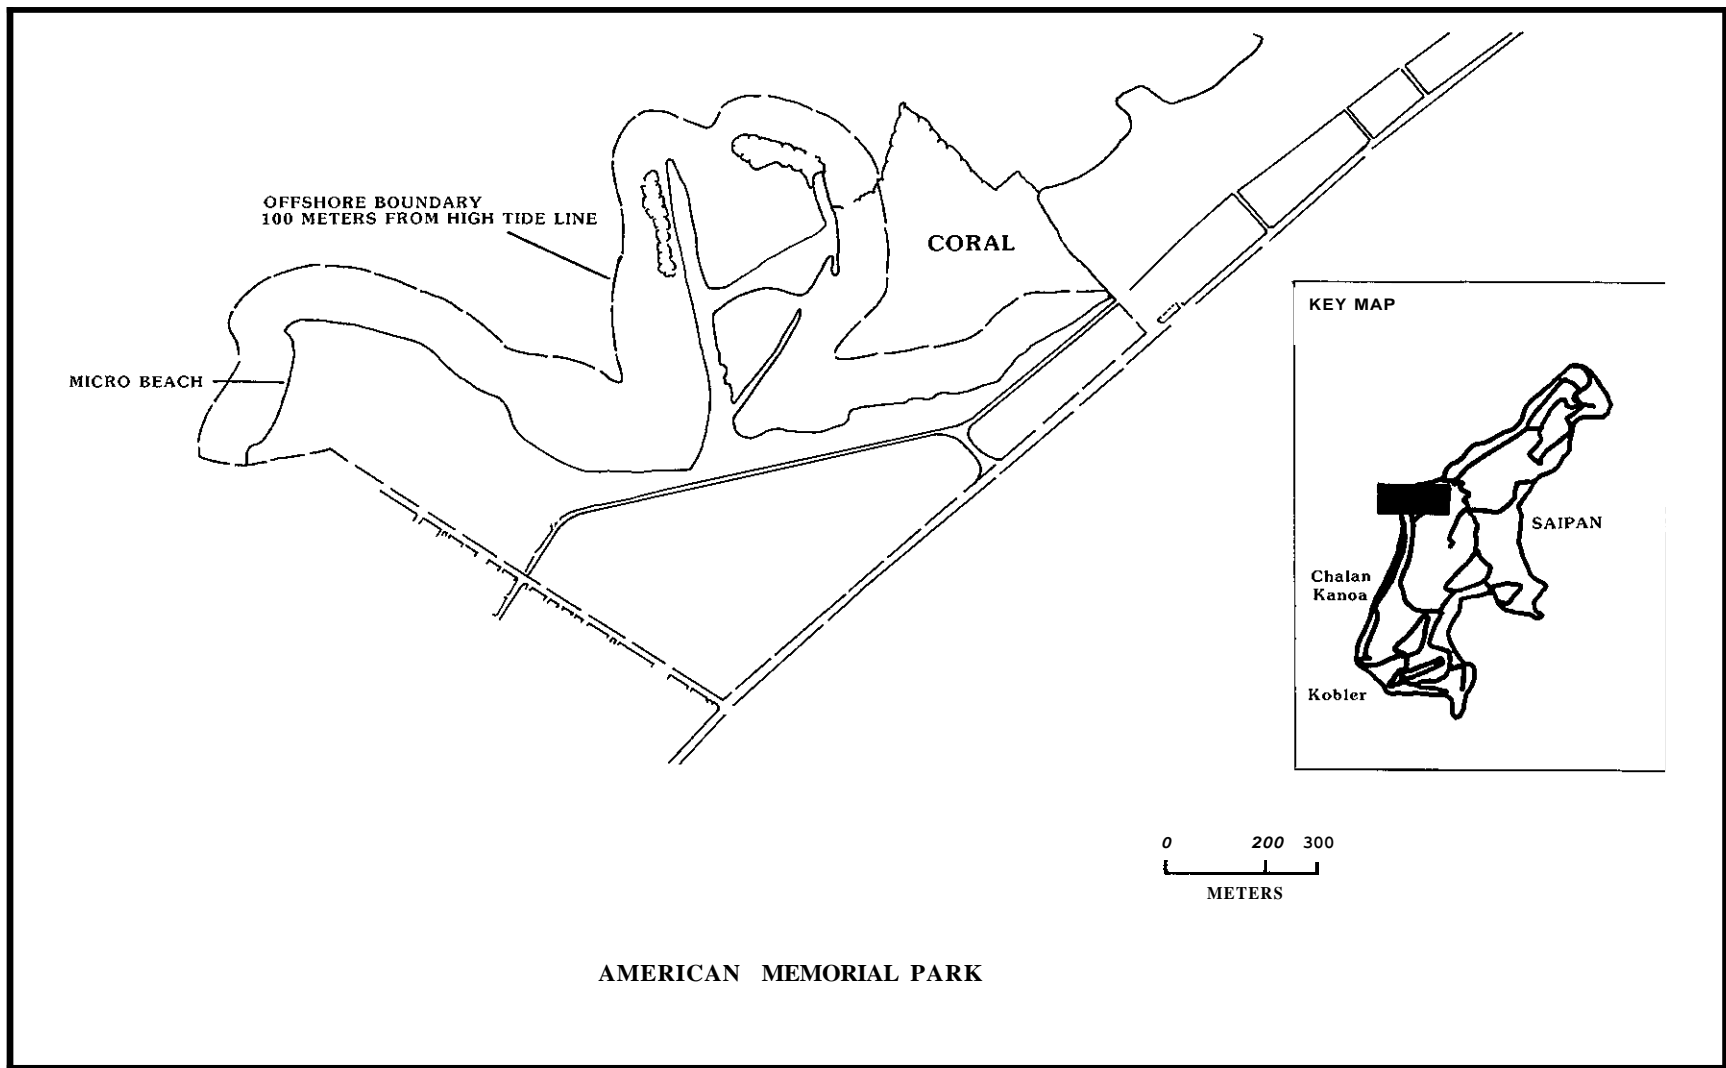 OFFSHORE BOUNDARY
100 METERS FROM HIGH TIDE LINE
CORAL
MICRO BEACH
KEY MAP
SAIPAN
Chalan
Kanoa
Kobler
0 200 300
METERS
AMERICAN MEMORIAL PARK